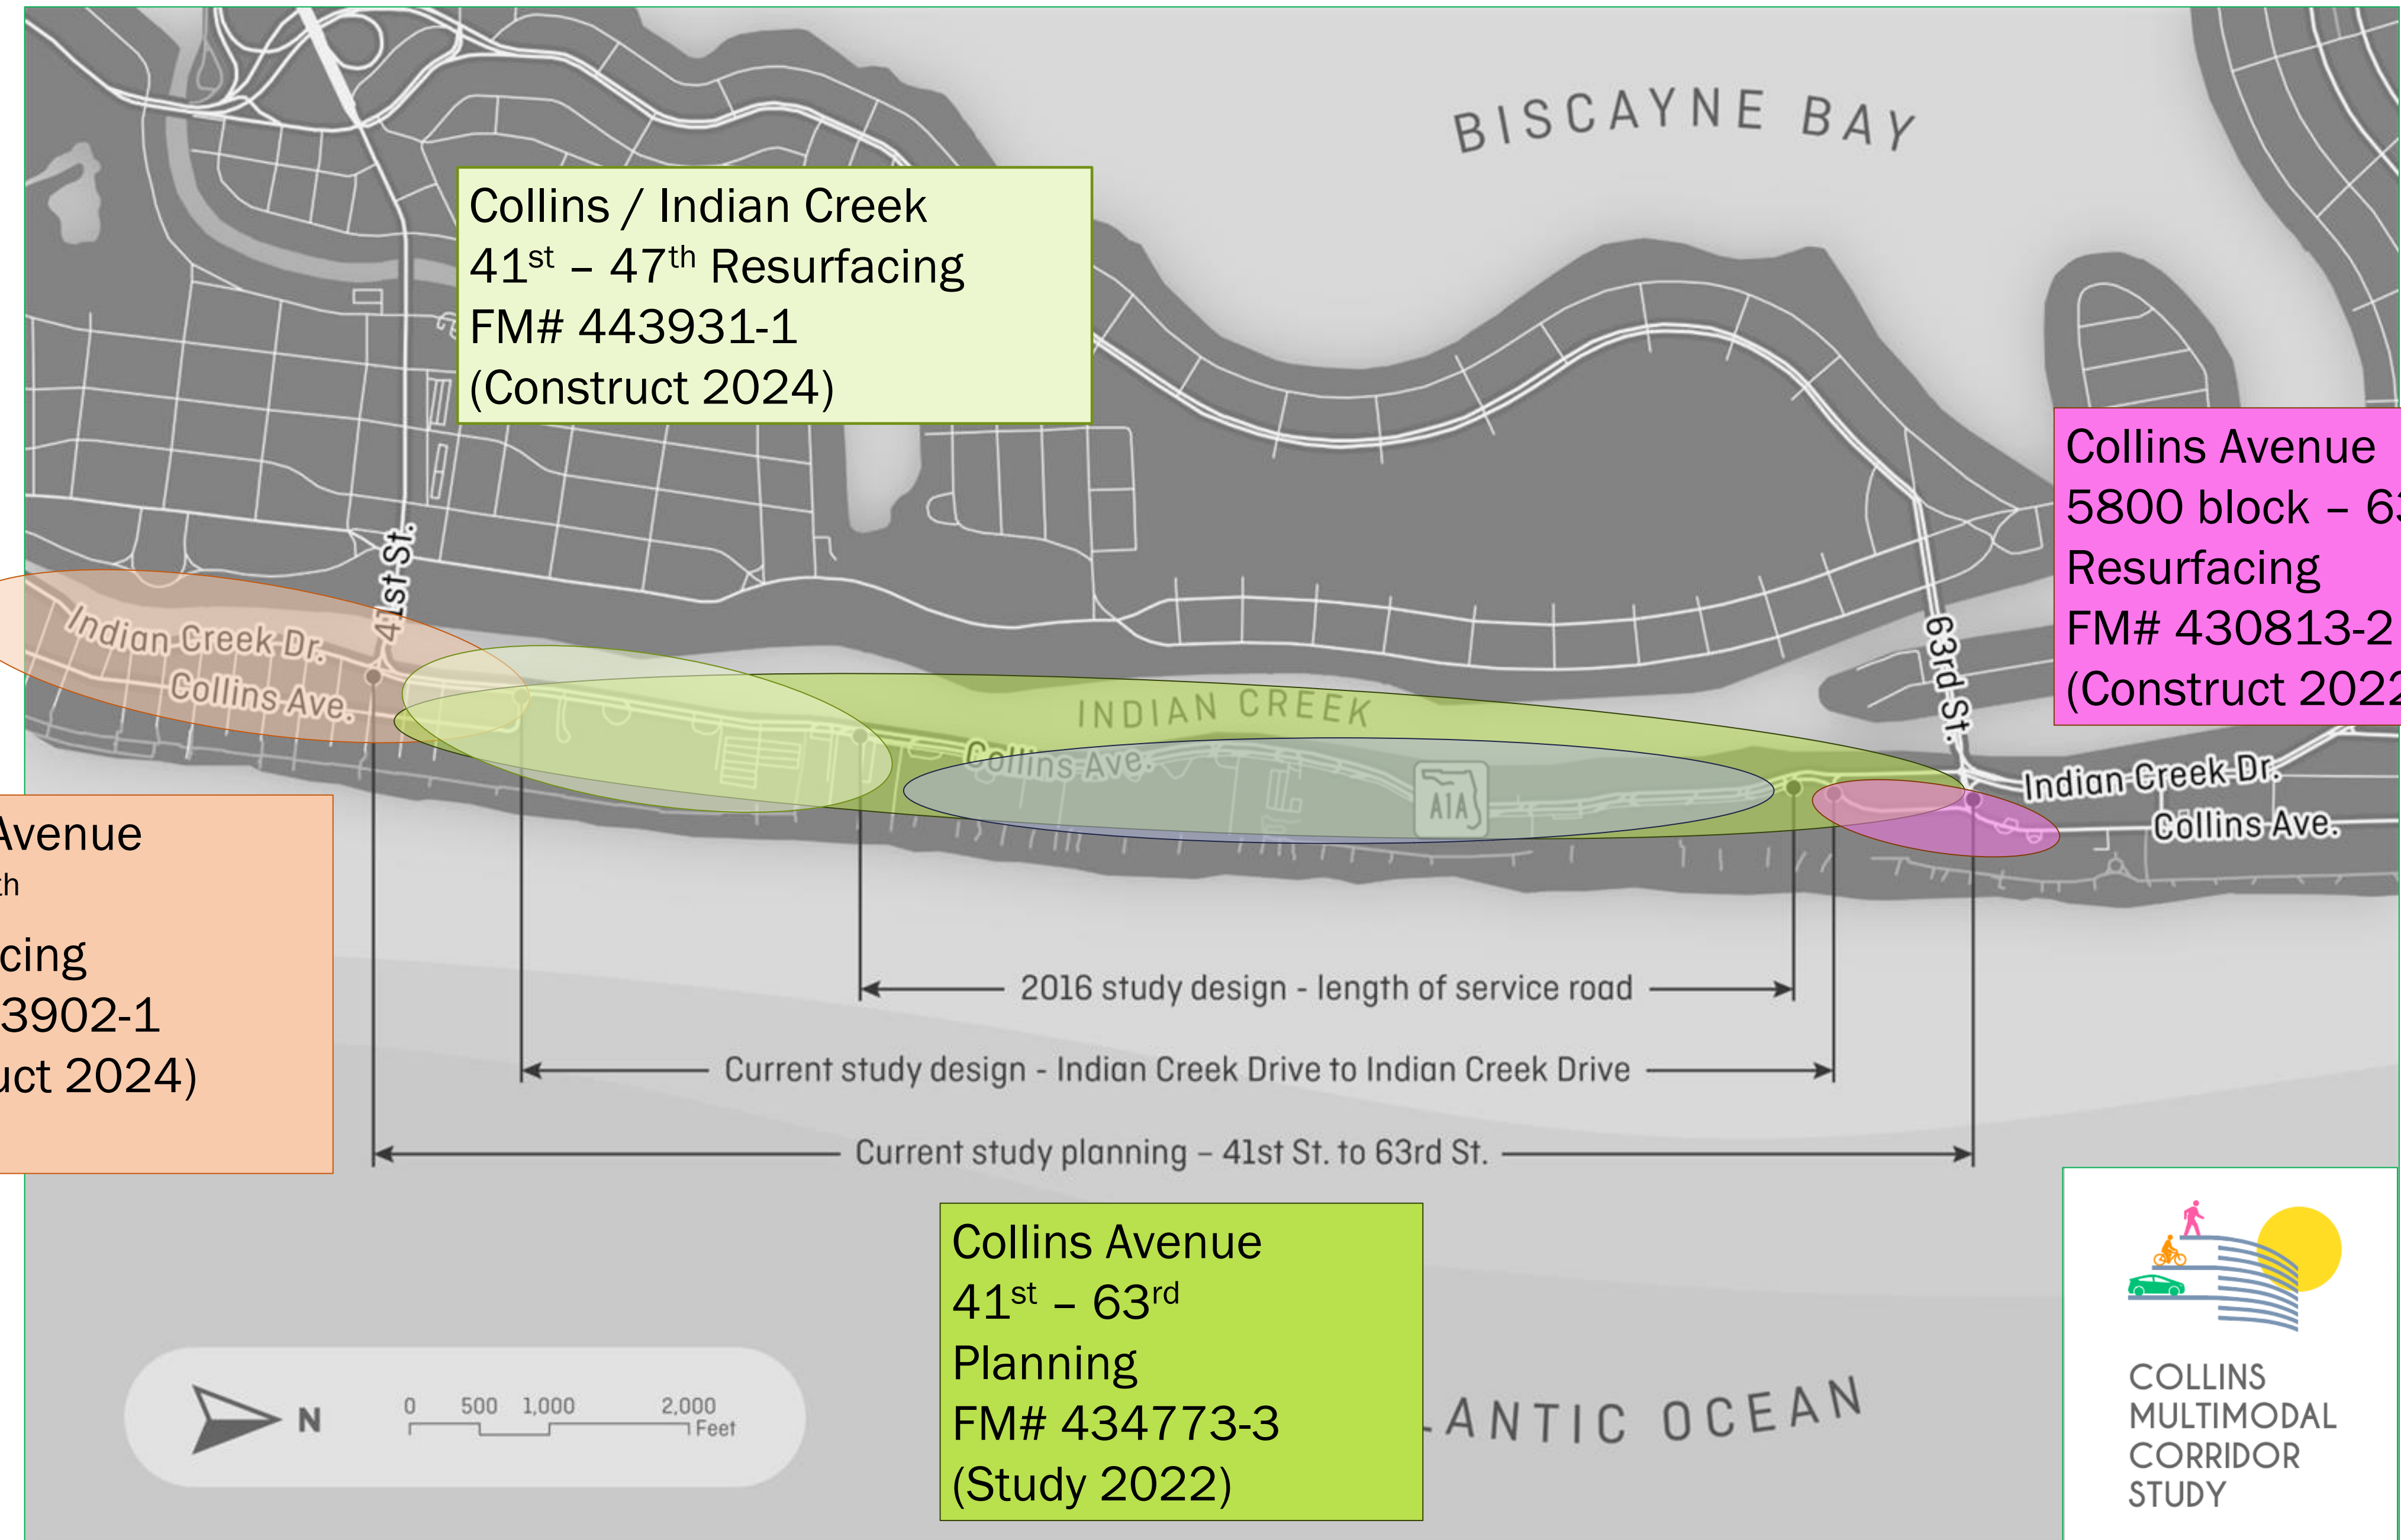 BISCAYNE BAY
Collins / Indian Creek
41st – 47th Resurfacing
FM# 443931-1
(Construct 2024)
Collins Avenue
5800 block – 63
Resurfacing
FM# 430813-2
(Construct 2022
41st St.
63rd St.
Indian Creek Dr.
Collins Ave.
INDIAN CREEK
Collins Ave.
A1A
Indian Creek Dr.
Collins Ave.
Avenue
th
cing
3902-1
uct 2024)
2016 study design - length of service road
Current study design - Indian Creek Drive to Indian Creek Drive
Current study planning – 41st St. to 63rd St.
Collins Avenue
41st – 63rd
Planning
FM# 434773-3
(Study 2022)
LANTIC OCEAN
N
0 500 1,000 2,000
Feet
COLLINS
MULTIMODAL
CORRIDOR
STUDY